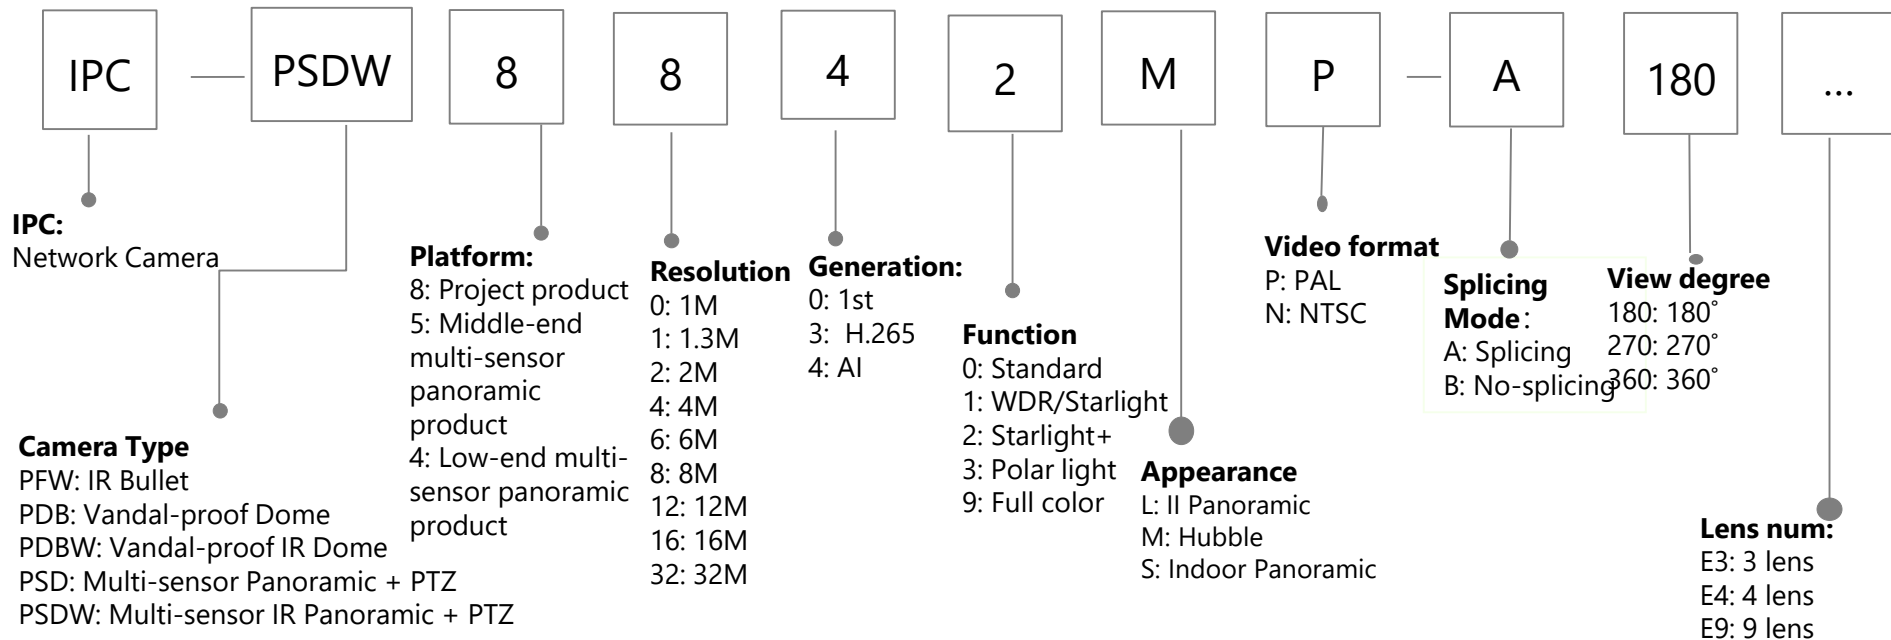 IPC — PSDW 8 8 4 2 M P — A 180 ...
IPC:
Network Camera
Camera Type
PFW: IR Bullet
PDB: Vandal-proof Dome
PDBW: Vandal-proof IR Dome
PSD: Multi-sensor Panoramic + PTZ
PSDW: Multi-sensor IR Panoramic + PTZ
Platform:
8: Project product
5: Middle-end
multi-sensor
panoramic
product
4: Low-end multi-
sensor panoramic
product
Resolution
0: 1M
1: 1.3M
2: 2M
4: 4M
6: 6M
8: 8M
12: 12M
16: 16M
32: 32M
Generation:
0: 1st
3: H.265
4: AI
Function
0: Standard
1: WDR/Starlight
2: Starlight+
3: Polar light
9: Full color
Appearance
L: II Panoramic
M: Hubble
S: Indoor Panoramic
Video format
P: PAL
N: NTSC
Splicing
Mode：
A: Splicing
B: No-splicing
View degree
180: 180°
270: 270°
360: 360°
Lens num:
E3: 3 lens
E4: 4 lens
E9: 9 lens